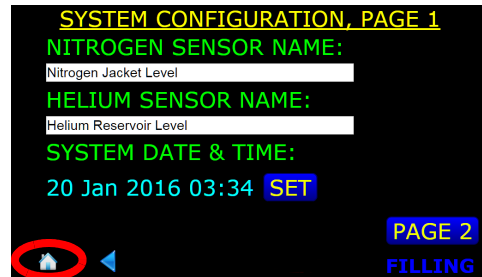 SYSTEM CONFIGURATION, PAGE 1
NITROGEN SENSOR NAME:
Nitrogen Jacket Level
HELIUM SENSOR NAME:
Helium Reservoir Level
SYSTEM DATE & TIME:
20 Jan 2016 03:34 SET
PAGE 2
FILLING